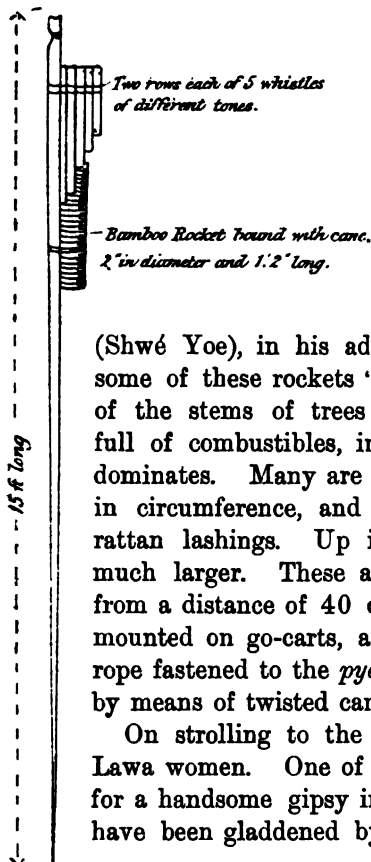 Two rows each of 5 whistles
of different tones.
Bamboo Rocket bound with cane.
2" in diameter and 1'.2" long.
15 ft long
(Shwé Yoe), in his ad
some of these rockets ‘
of the stems of trees
full of combustibles, in
dominates. Many are
in circumference, and
rattan lashings. Up i
much larger. These a
from a distance of 40 
mounted on go-carts, a
rope fastened to the py
by means of twisted can
On strolling to the
Lawa women. One of
for a handsome gipsy in
have been gladdened by